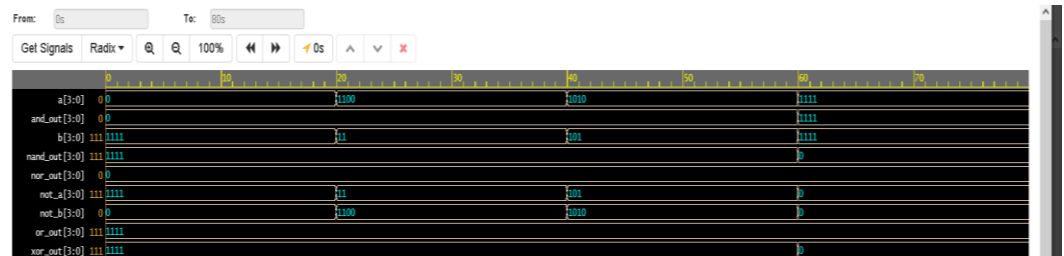 From: 0s To: 80s
Get Signals Radix 100% 0s
0 10 20 30 40 50 60 70
a[3:0] 0 0 1100 1010 1111
and_out[3:0] 0 0 1111
b[3:0] 111 1111 11 101 1111
nand_out[3:0] 111 1111 0
nor_out[3:0] 0 0
not_a[3:0] 111 1111 11 101 0
not_b[3:0] 0 0 1100 1010 0
or_out[3:0] 111 1111
xor_out[3:0] 111 1111 0